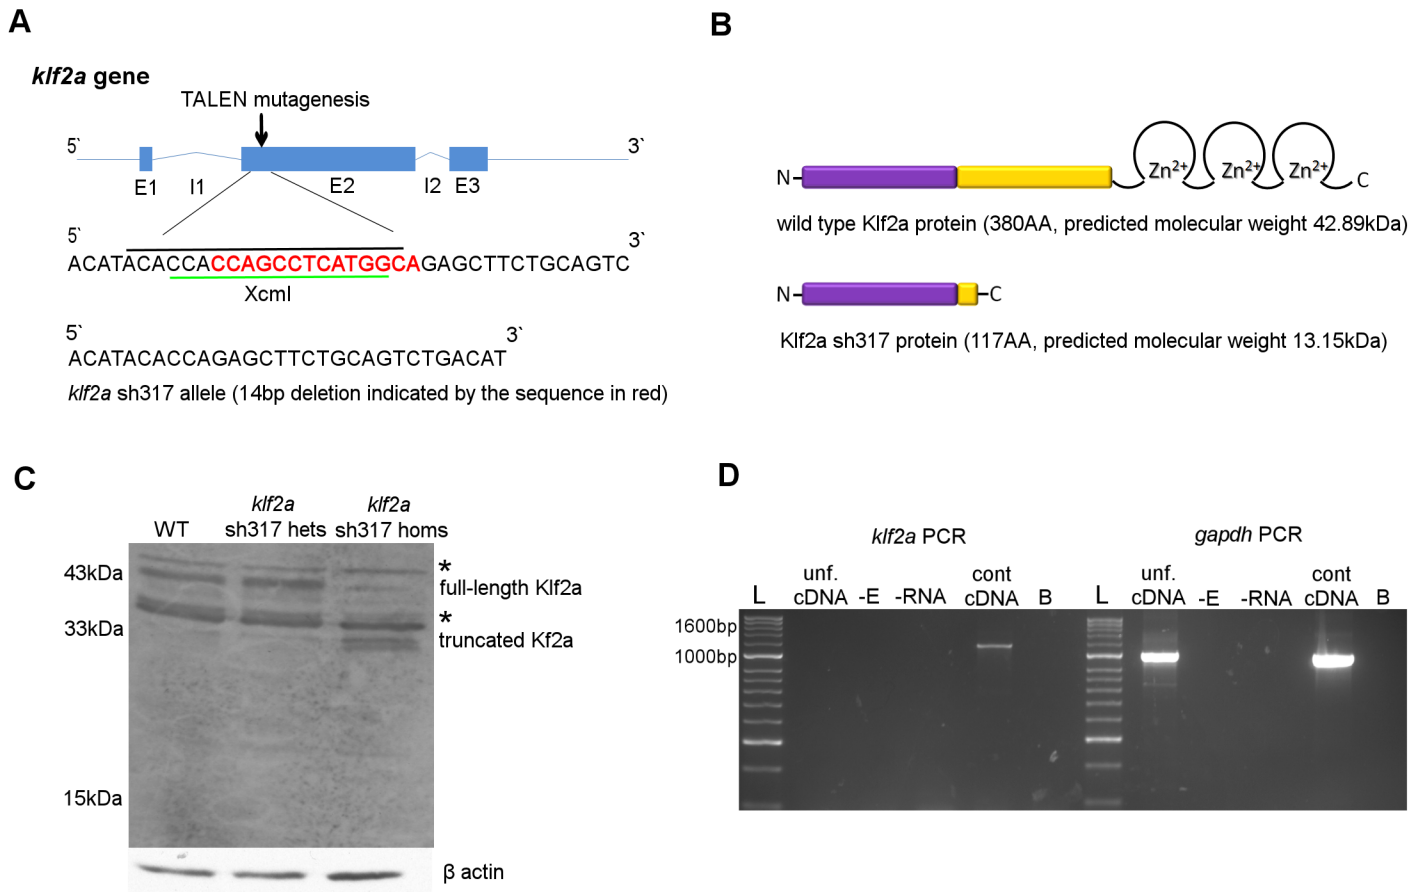 A
klf2a gene
TALEN mutagenesis
5` 3`
E1 I1 E2 I2 E3
5` 3`
ACATACACCACCAGCCTCATGGCAGAGCTTCTGCAGTC
XcmI
5` 3`
ACATACACCAGAGCTTCTGCAGTCTGACAT
klf2a sh317 allele (14bp deletion indicated by the sequence in red)
B
N C
Zn2+ Zn2+ Zn2+
wild type Klf2a protein (380AA, predicted molecular weight 42.89kDa)
N C
Klf2a sh317 protein (117AA, predicted molecular weight 13.15kDa)
C
WT klf2a sh317 hets klf2a sh317 homs
43kDa *
full-length Klf2a
*
33kDa truncated Kf2a
15kDa
β actin
D
klf2a PCR gapdh PCR
L unf. cDNA -E -RNA cont cDNA B L unf. cDNA -E -RNA cont cDNA B
1600bp
1000bp